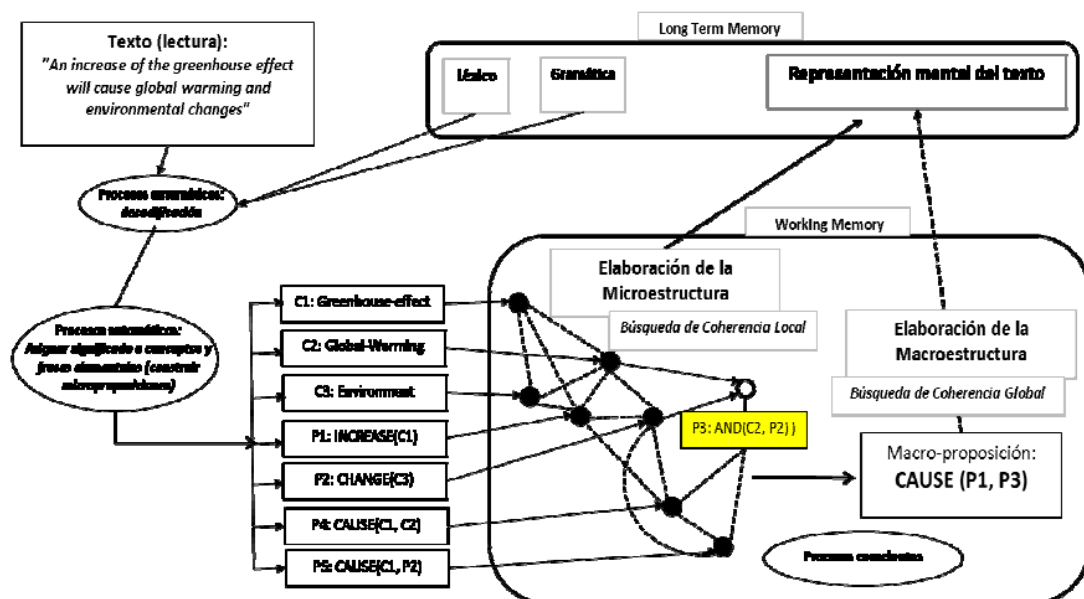 Texto (lectura):
"An increase of the greenhouse effect
will cause global warming and
environmental changes"
Long Term Memory
Léxico
Gramática
Representación mental del texto
Procesos automáticos:
decodificación
Working Memory
Elaboración de la
Microestructura
Búsqueda de Coherencia Local
Procesos automáticos:
Asignar significado a conceptos y
frases elementales (construir
microproposiciones)
C1: Greenhouse-effect
C2: Global-Warming
C3: Environment
P1: INCREASE(C1)
P2: CHANGE(C3)
P4: CAUSE(C1, C2)
P5: CAUSE(C1, P2)
P3: AND(C2, P2) )
Elaboración de la
Macroestructura
Búsqueda de Coherencia Global
Macro-proposición:
CAUSE (P1, P3)
Procesos conscientes